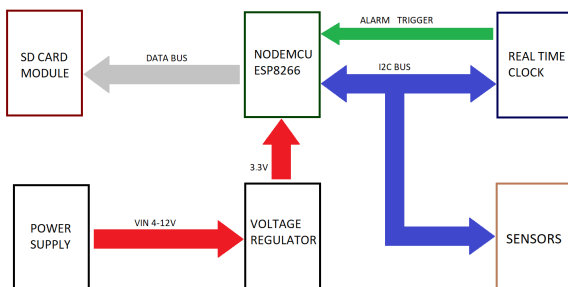 ALARM TRIGGER
SD CARD
MODULE
DATA BUS
NODEMCU
ESP8266
I2C BUS
REAL TIME
CLOCK
3.3V
POWER
SUPPLY
VIN 4-12V
VOLTAGE
REGULATOR
SENSORS